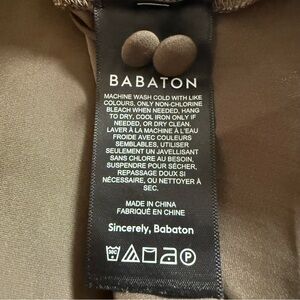 BABATON
MACHINE WASH COLD WITH LIKE
COLOURS, ONLY NON-CHLORINE
BLEACH WHEN NEEDED, HANG
TO DRY, COOL IRON ONLY IF
NEEDED, OR DRY CLEAN.
LAVER À LA MACHINE À L'EAU
FROIDE AVEC COULEURS
SEMBLABLES, UTILISER
SEULEMENT UN JAVELLISANT
SANS CHLORE AU BESOIN,
SUSPENDRE POUR SÉCHER,
REPASSAGE DOUX SI
NÉCESSAIRE, OU NETTOYER À
SEC.
MADE IN CHINA
FABRIQUÉ EN CHINE
Sincerely, Babaton